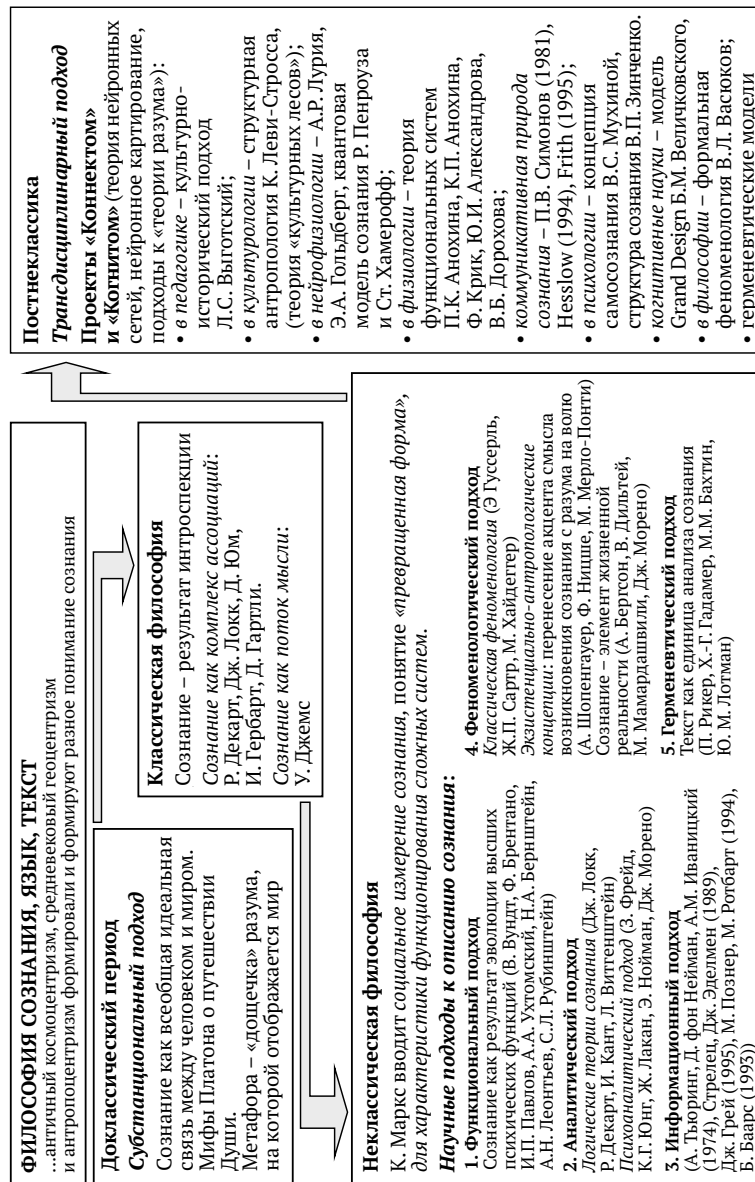 ФИЛОСОФИЯ СОЗНАНИЯ, ЯЗЫК, ТЕКСТ
...античный космоцентризм, средневековый геоцентризм
и антропоцентризм формировали и формируют разное понимание сознания
Доклассический период
Субстанциональный подход
Сознание как всеобщая идеальная
связь между человеком и миром.
Мифы Платона о путешествии
Души.
Метафора – «дощечка» разума,
на которой отображается мир
Классическая философия
Сознание – результат интроспекции
Сознание как комплекс ассоциаций:
Р. Декарт, Дж. Локк, Д. Юм,
И. Гербарт, Д. Гартли.
Сознание как поток мысли:
У. Джемс
Неклассическая философия
К. Маркс вводит социальное измерение сознания, понятие «превращенная форма»,
для характеристики функционирования сложных систем.
Научные подходы к описанию сознания:
1. Функциональный подход
Сознание как результат эволюции высших
психических функций (В. Вундт, Ф. Брентано,
И.П. Павлов, А.А. Ухтомский, Н.А. Бернштейн,
А.Н. Леонтьев, С.Л. Рубинштейн)
2. Аналитический подход
Логические теории сознания (Дж. Локк,
Р. Декарт, И. Кант, Л. Виттгенштейн)
Психоаналитический подход (З. Фрейд,
К.Г. Юнг, Ж. Лакан, Э. Нойман, Дж. Морено)
3. Информационный подход
(А. Тьюринг, Д. фон Нейман, А.М. Иваницкий
(1974), Стрелец, Дж. Эделмен (1989),
Дж. Грей (1995), М. Познер, М. Ротбарт (1994),
Б. Баарс (1993))
4. Феноменологический подход
Классическая феноменология (Э Гуссерль,
Ж.П. Сартр, М. Хайдеггер)
Экзистенциально-антропологические
концепции: перенесение акцента смысла
возникновения сознания с разума на волю
(А. Шопенгауер, Ф. Ницше, М. Мерло-Понти)
Сознание – элемент жизненной
реальности (А. Бергсон, В. Дильтей,
М. Мамардашвили, Дж. Морено)
5. Герменевтический подход
Текст как единица анализа сознания
(П. Рикер, Х.-Г. Гадамер, М.М. Бахтин,
Ю. М. Лотман)
Постнеклассика
Трансдисциплинарный подход
Проекты «Коннектом»
и «Когнитом» (теория нейронных
сетей, нейронное картирование,
подходы к «теории разума»):
• в педагогике – культурно-
исторический подход
Л.С. Выготский;
• в культурологии – структурная
антропология К. Леви-Стросса,
(теория «культурных лесов»);
• в нейрофизиологии – А.Р. Лурия,
Э.А. Гольдберг, квантовая
модель сознания Р. Пенроуза
и Ст. Хамерофф;
• в физиологии – теория
функциональных систем
П.К. Анохина, К.П. Анохина,
Ф. Крик, Ю.И. Александрова,
В.Б. Дорохова;
• коммуникативная природа
сознания – П.В. Симонов (1981),
Hesslow (1994), Frith (1995);
• в психологии – концепция
самосознания В.С. Мухиной,
структура сознания В.П. Зинченко.
• когнитивные науки – модель
Grand Design Б.М. Величковского,
• в философии – формальная
феноменология В.Л. Васюков;
• герменевтические модели